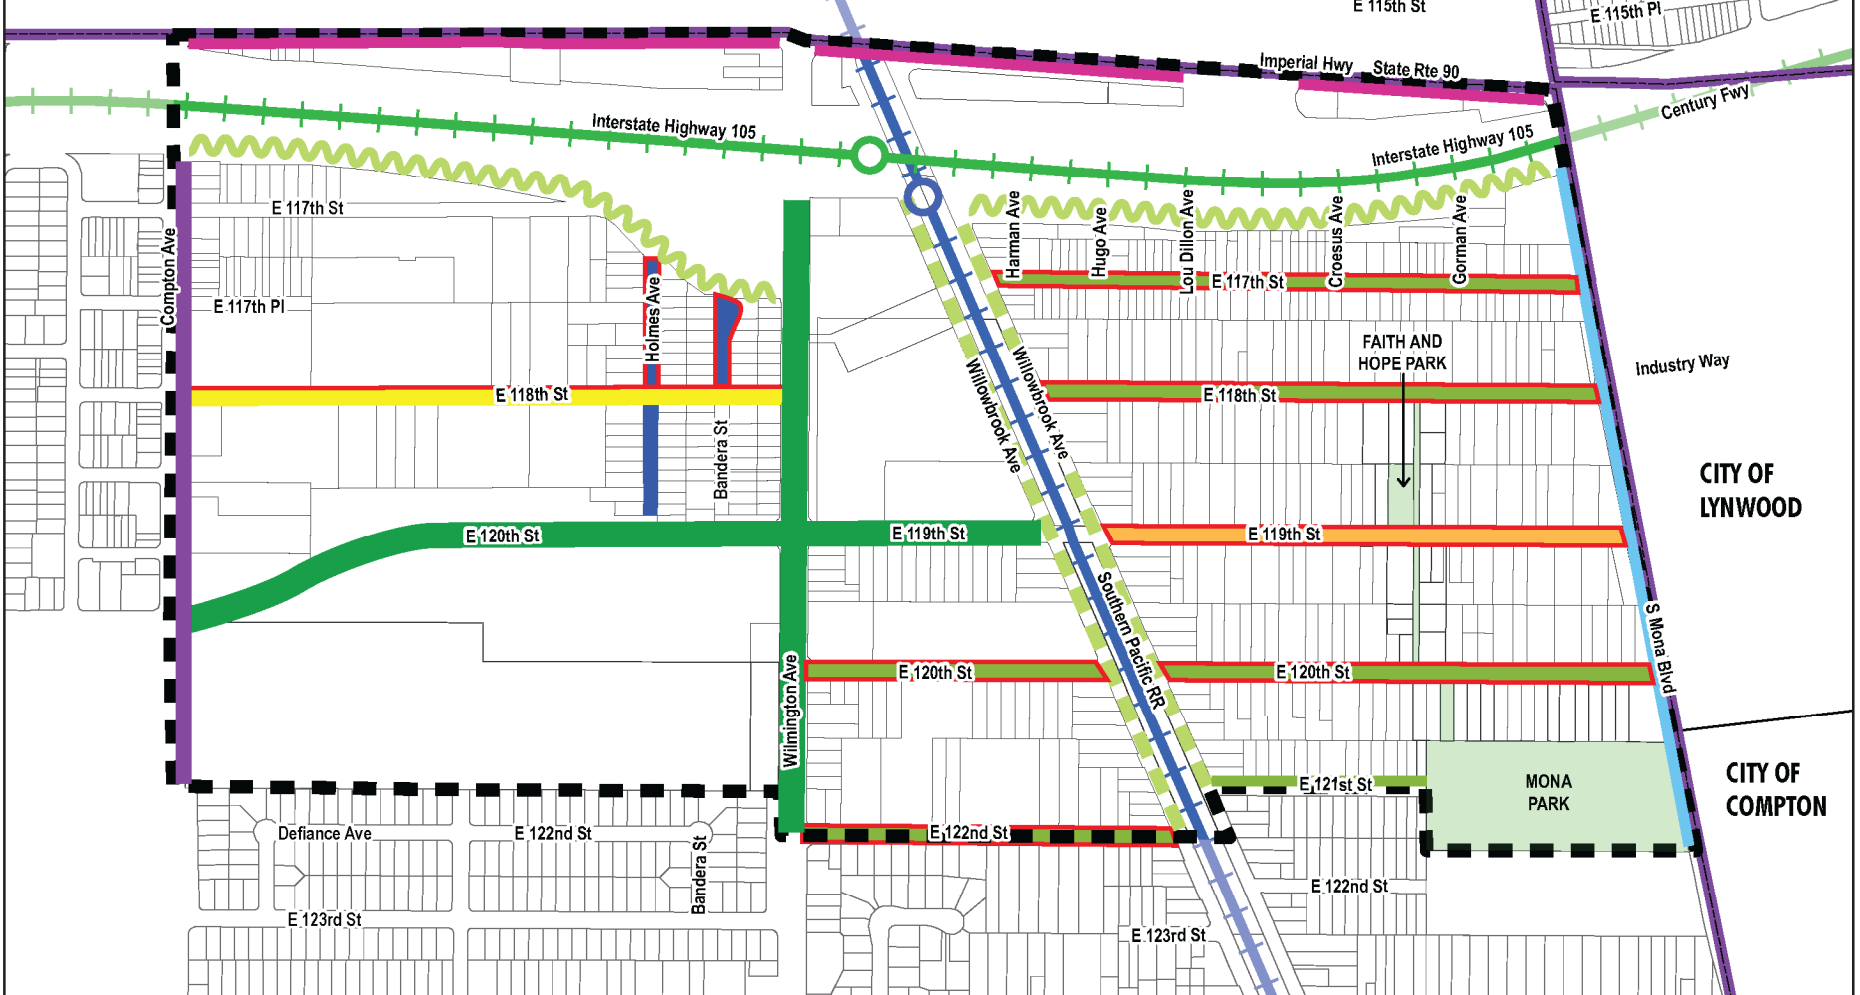 E 115th St
E 115th Pl
Imperial Hwy
State Rte 90
Century Fwy
Interstate Highway 105
Interstate Highway 105
E 117th St
Compton Ave
E 117th Pl
Holmes Ave
Harman Ave
Hugo Ave
Lou Dillon Ave
Croesus Ave
Gorman Ave
E 117th St
FAITH AND
HOPE PARK
Industry Way
E 118th St
Willowbrook Ave
Willowbrook Ave
E 118th St
Bandera St
CITY OF
LYNWOOD
E 120th St
E 119th St
E 119th St
Southern Pacific RR
S Mona Blvd
Wilmington Ave
E 120th St
E 120th St
E 121st St
MONA
PARK
CITY OF
COMPTON
Defiance Ave
E 122nd St
Bandera St
E 122nd St
E 122nd St
E 123rd St
E 123rd St